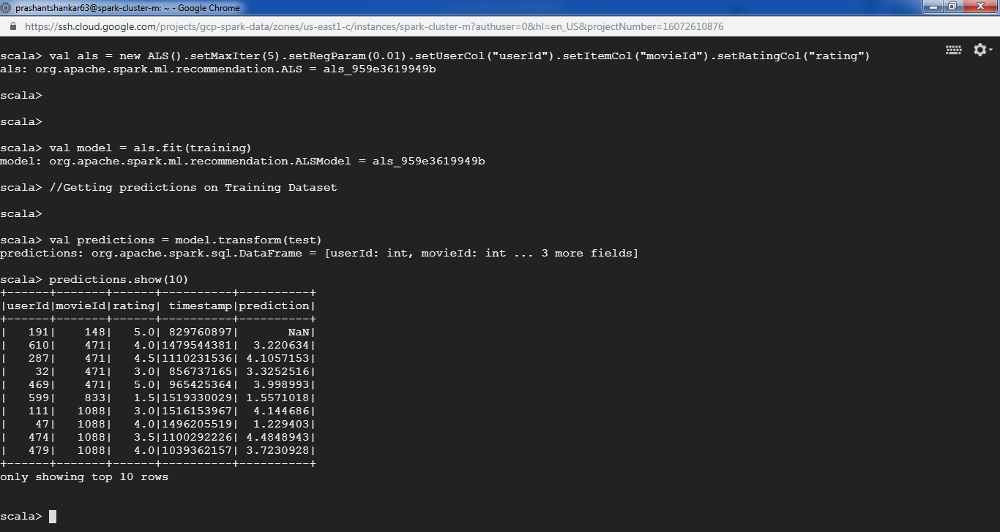 prashantshankar63@spark-cluster-m: ~ - Google Chrome
https://ssh.cloud.google.com/projects/gcp-spark-data/zones/us-east1-c/instances/spark-cluster-m?authuser=0&hl=en_US&projectNumber=16072610876
scala> val als = new ALS().setMaxIter(5).setRegParam(0.01).setUserCol("userId").setItemCol("movieId").setRatingCol("rating")
als: org.apache.spark.ml.recommendation.ALS = als_959e3619949b
scala>
scala>
scala> val model = als.fit(training)
model: org.apache.spark.ml.recommendation.ALSModel = als_959e3619949b
scala> //Getting predictions on Training Dataset
scala>
scala> val predictions = model.transform(test)
predictions: org.apache.spark.sql.DataFrame = [userId: int, movieId: int ... 3 more fields]
scala> predictions.show(10)
+------+-------+------+----------+----------+
|userId|movieId|rating| timestamp|prediction|
+------+-------+------+----------+----------+
|   191|    148|   5.0| 829760897|       NaN|
|   610|    471|   4.0|1479544381|  3.220634|
|   287|    471|   4.5|1110231536| 4.1057153|
|    32|    471|   3.0| 856737165| 3.3252516|
|   469|    471|   5.0| 965425364|  3.998993|
|   599|    833|   1.5|1519330029| 1.5571018|
|   111|   1088|   3.0|1516153967|  4.144686|
|    47|   1088|   4.0|1496205519|  1.229403|
|   474|   1088|   3.5|1100292226| 4.4848943|
|   479|   1088|   4.0|1039362157| 3.7230928|
+------+-------+------+----------+----------+
only showing top 10 rows
scala>